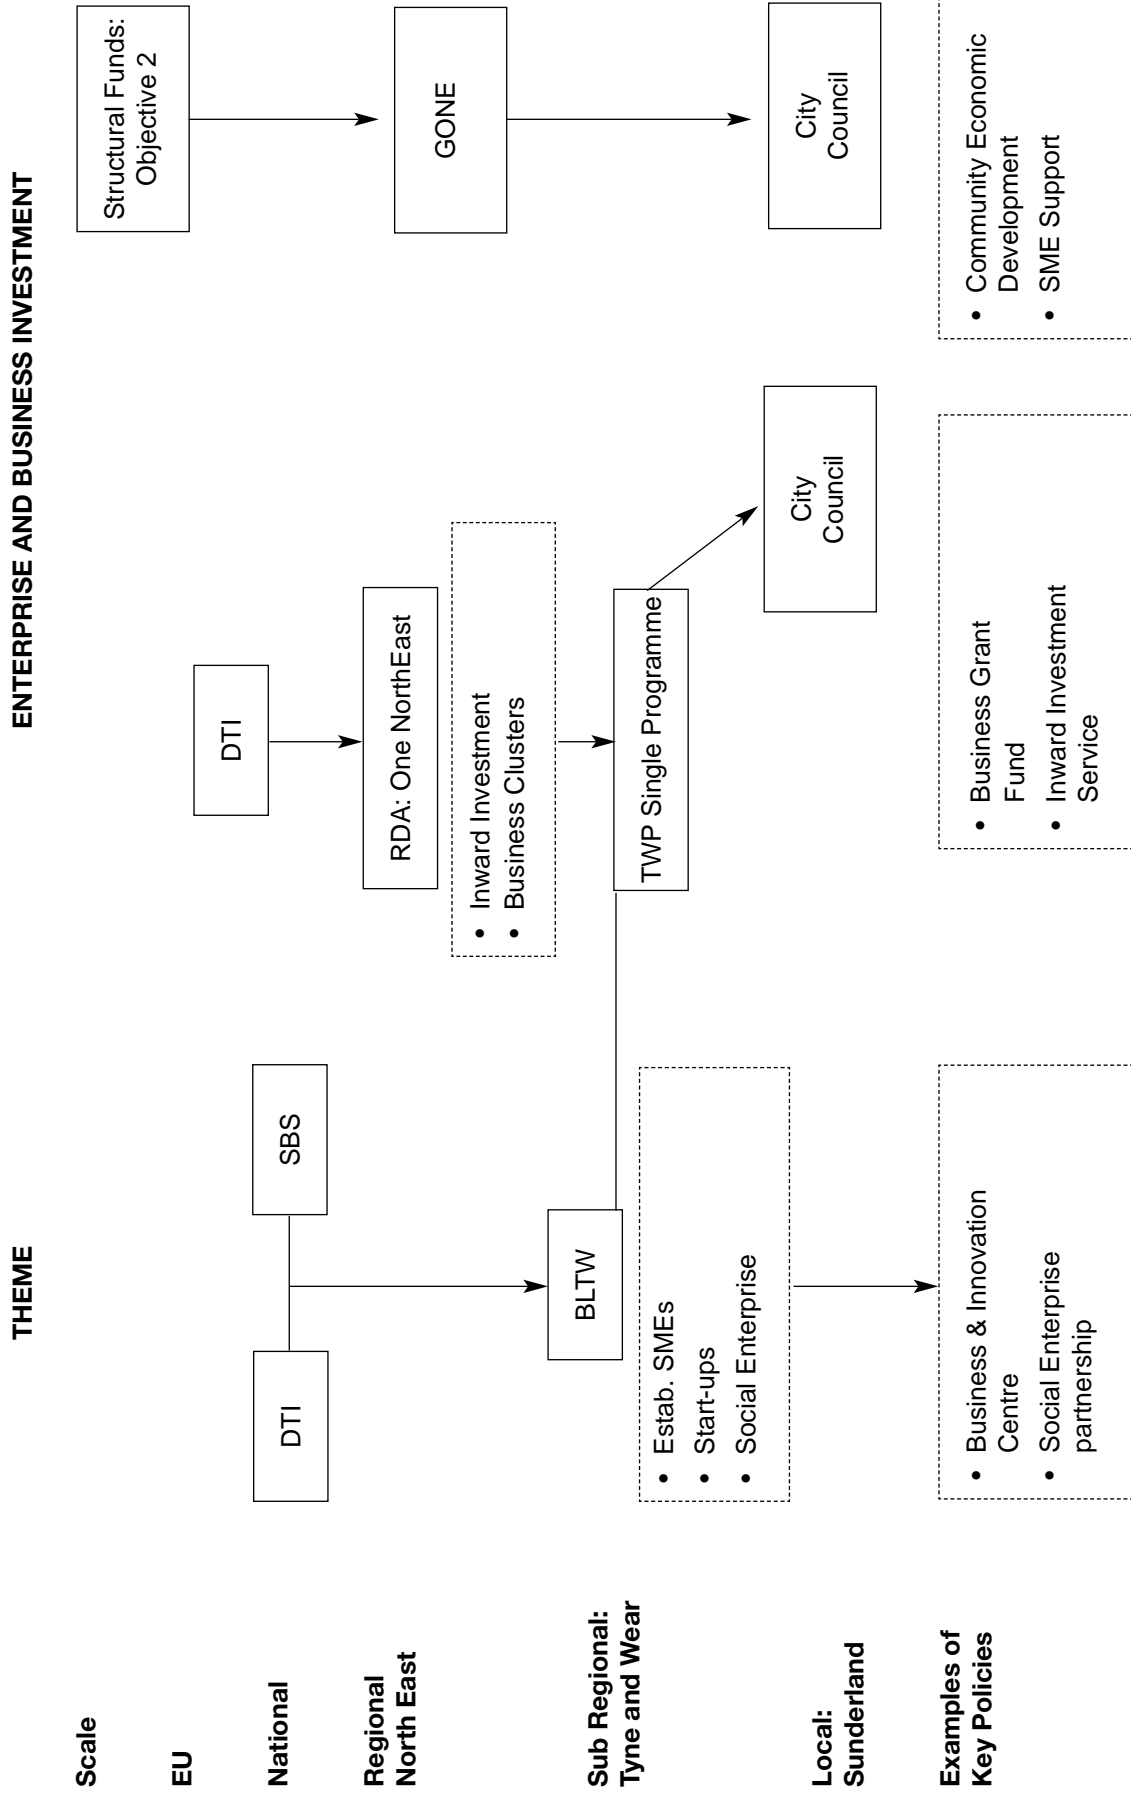 THEME
ENTERPRISE AND BUSINESS INVESTMENT
Scale
EU
National
Regional
North East
Sub Regional:
Tyne and Wear
Local:
Sunderland
Examples of
Key Policies
DTI
SBS
BLTW
• Estab. SMEs
• Start-ups
• Social Enterprise
• Business & Innovation
Centre
• Social Enterprise
partnership
DTI
RDA: One NorthEast
• Inward Investment
• Business Clusters
TWP Single Programme
City
Council
• Business Grant
Fund
• Inward Investment
Service
Structural Funds:
Objective 2
GONE
City
Council
• Community Economic
Development
• SME Support